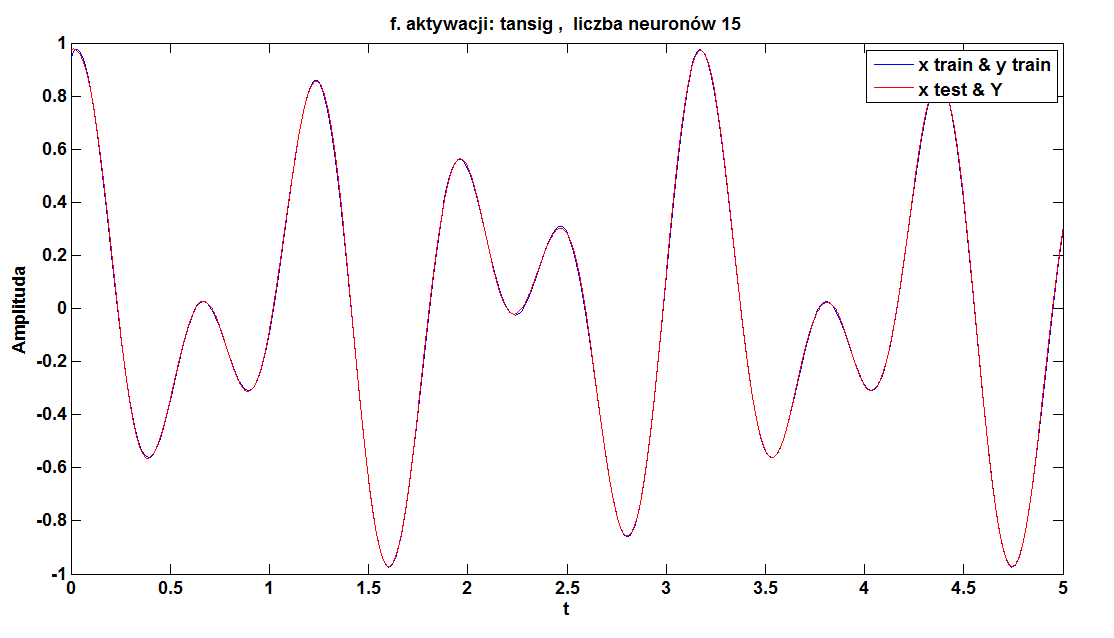 f. aktywacji: tansig ,  liczba neuronów 15
x train & y train
x test & Y
Amplituda
1
0.8
0.6
0.4
0.2
0
-0.2
-0.4
-0.6
-0.8
-1
0 0.5 1 1.5 2 2.5 3 3.5 4 4.5 5
t